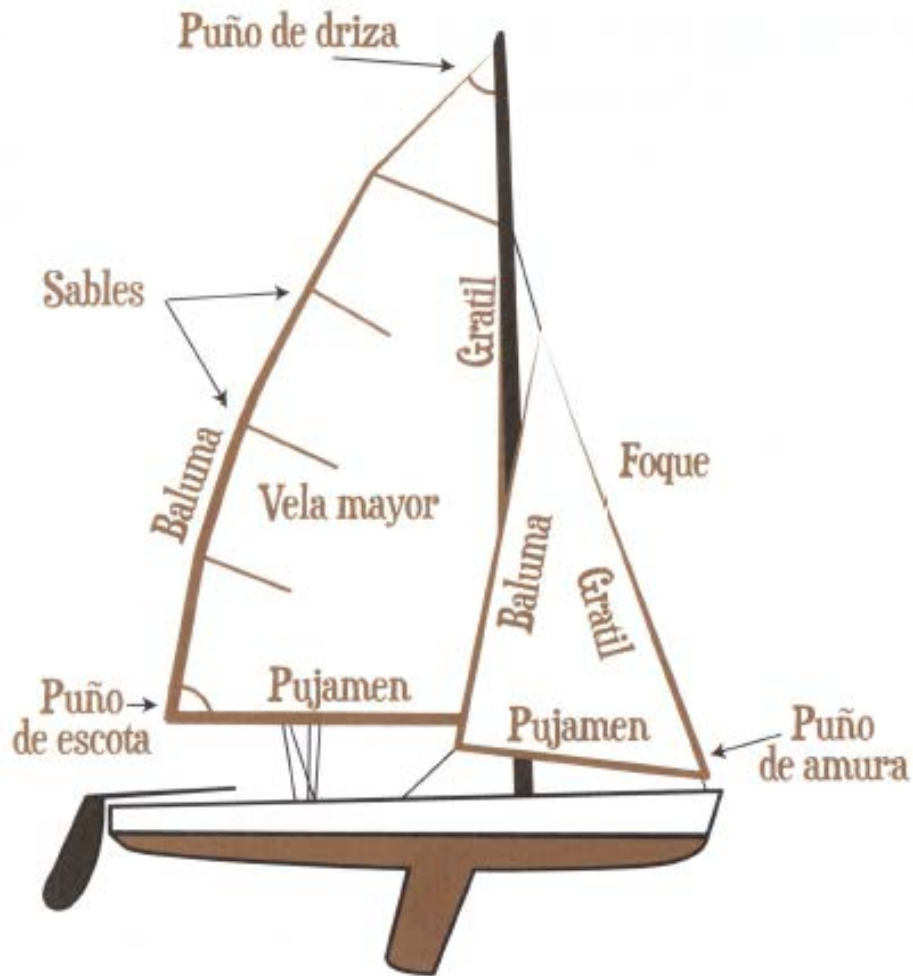 Puño de driza
Sables
Gratil
Foque
Baluma
Vela mayor
Baluma
Gratil
Puño
de escota
Pujamen
Pujamen
Puño
de amura